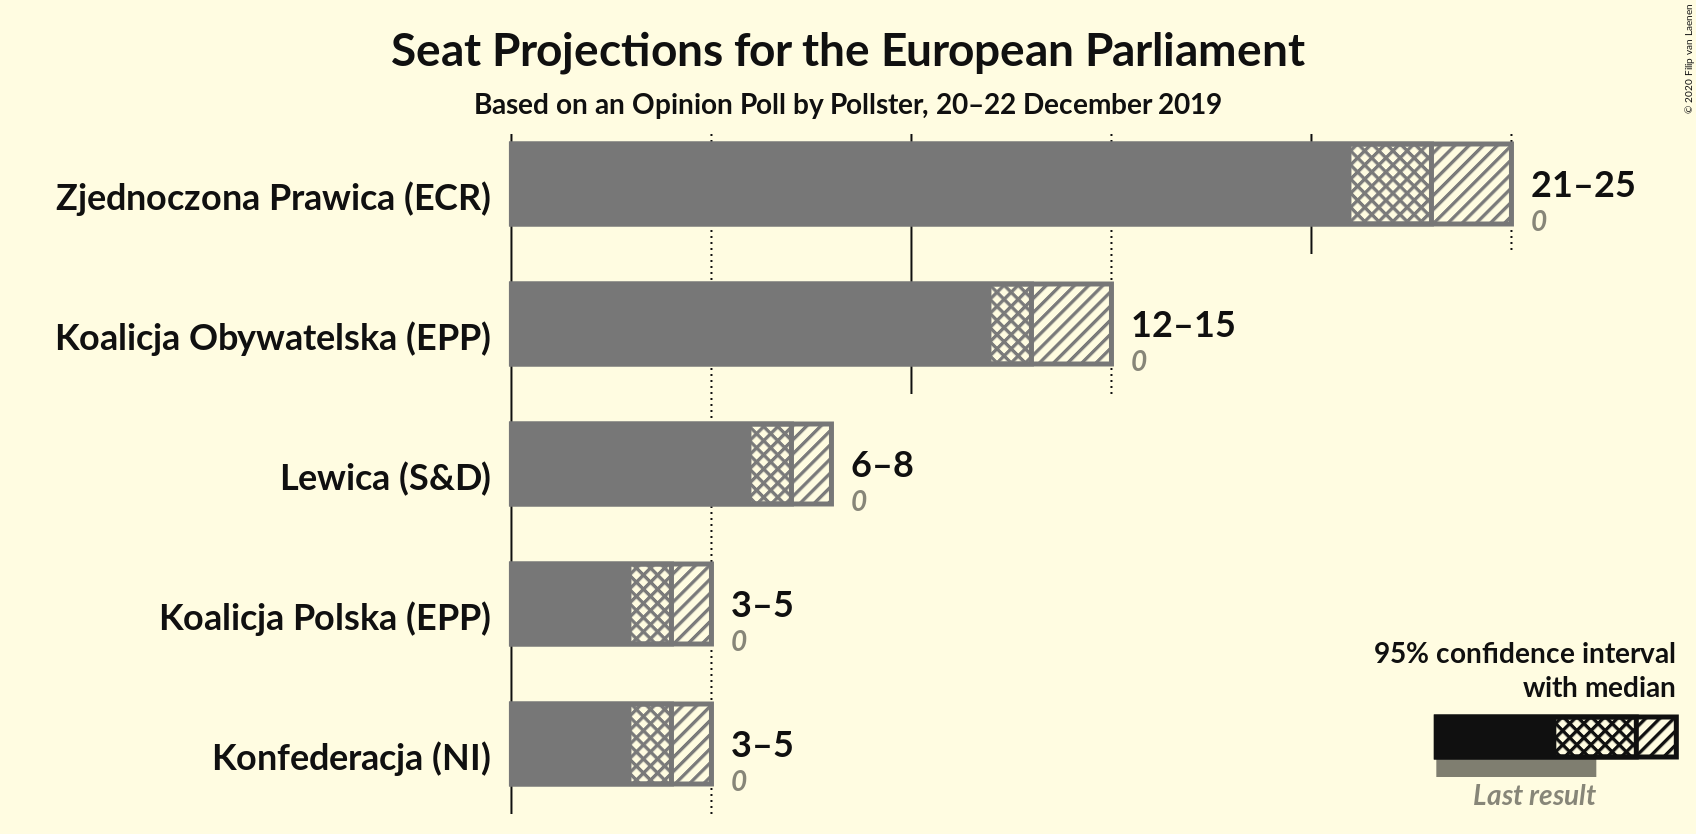 Seat Projections for the European Parliament
Based on an Opinion Poll by Pollster, 20–22 December 2019
© 2020 Filip van Laenen
Zjednoczona Prawica (ECR)
21–25
0
Koalicja Obywatelska (EPP)
12–15
0
Lewica (S&D)
6–8
0
Koalicja Polska (EPP)
3–5
0
Konfederacja (NI)
3–5
0
95% confidence interval
with median
Last result